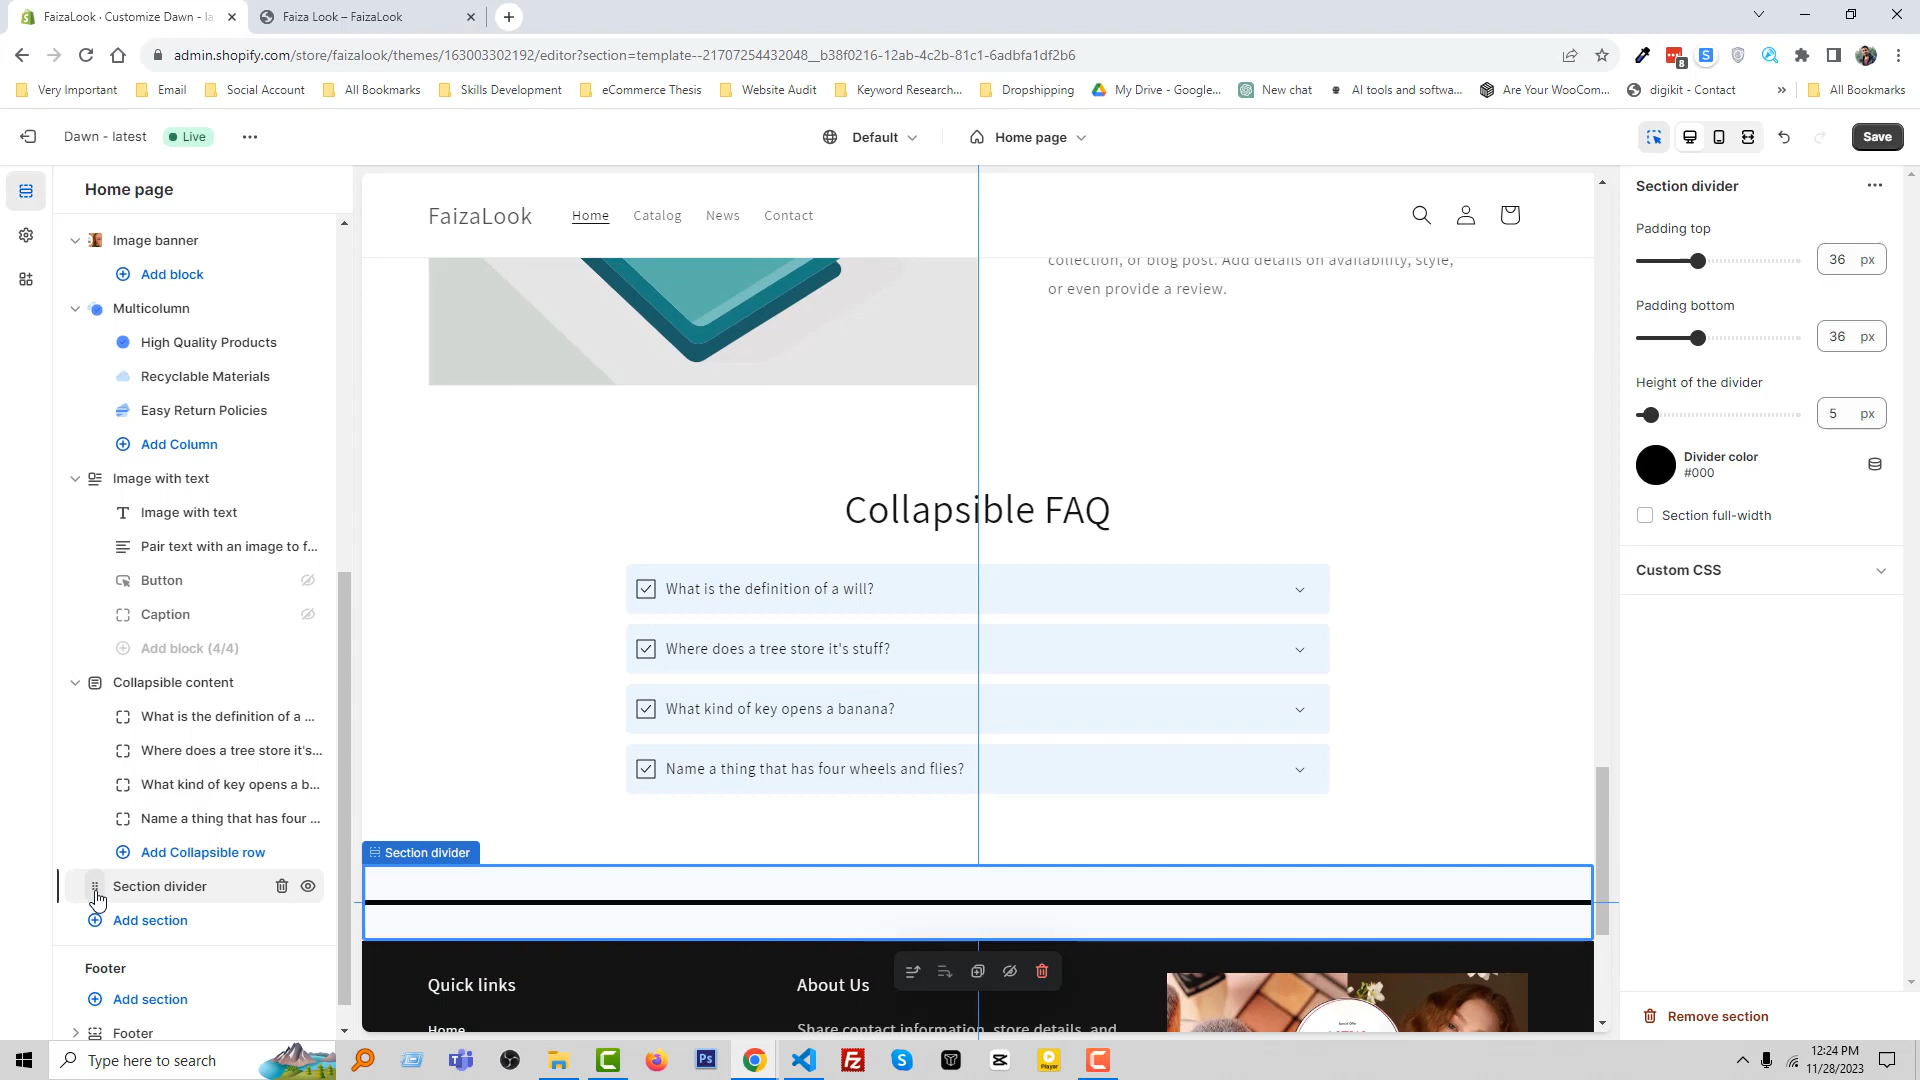 FaizaLook · Customize Dawn - la
Faiza Look – FaizaLook
admin.shopify.com/store/faizalook/themes/163003302192/editor?section=template--21707254432048__b38f0216-12ab-4c2b-81c1-6adbfa1df2b6
8
Very Important
Email
Social Account
All Bookmarks
Skills Development
eCommerce Thesis
Website Audit
Keyword Research...
Dropshipping
My Drive - Google...
New chat
AI tools and softwa...
Are Your WooCom...
digikit - Contact
»
All Bookmarks
Dawn - latest
Live
Default
Home page
Save
Home page
Image banner
Add block
Multicolumn
High Quality Products
Recyclable Materials
Easy Return Policies
Add Column
Image with text
Image with text
Pair text with an image to f...
Button
Caption
Add block (4/4)
Collapsible content
What is the definition of a ...
Where does a tree store it's...
What kind of key opens a b...
Name a thing that has four ...
Add Collapsible row
Section divider
Add section
Footer
Add section
Footer
FaizaLook
Home
Catalog
News
Contact
collection, or blog post. Add details on availability, style,
or even provide a review.
Collapsible FAQ
What is the definition of a will?
Where does a tree store it's stuff?
What kind of key opens a banana?
Name a thing that has four wheels and flies?
Section divider
Quick links
Home
About Us
Share contact information, store details, and
Section divider
Padding top
36 px
Padding bottom
36 px
Height of the divider
5 px
Divider color
#000
Section full-width
Custom CSS
Remove section
Type here to search
12:24 PM
11/28/2023